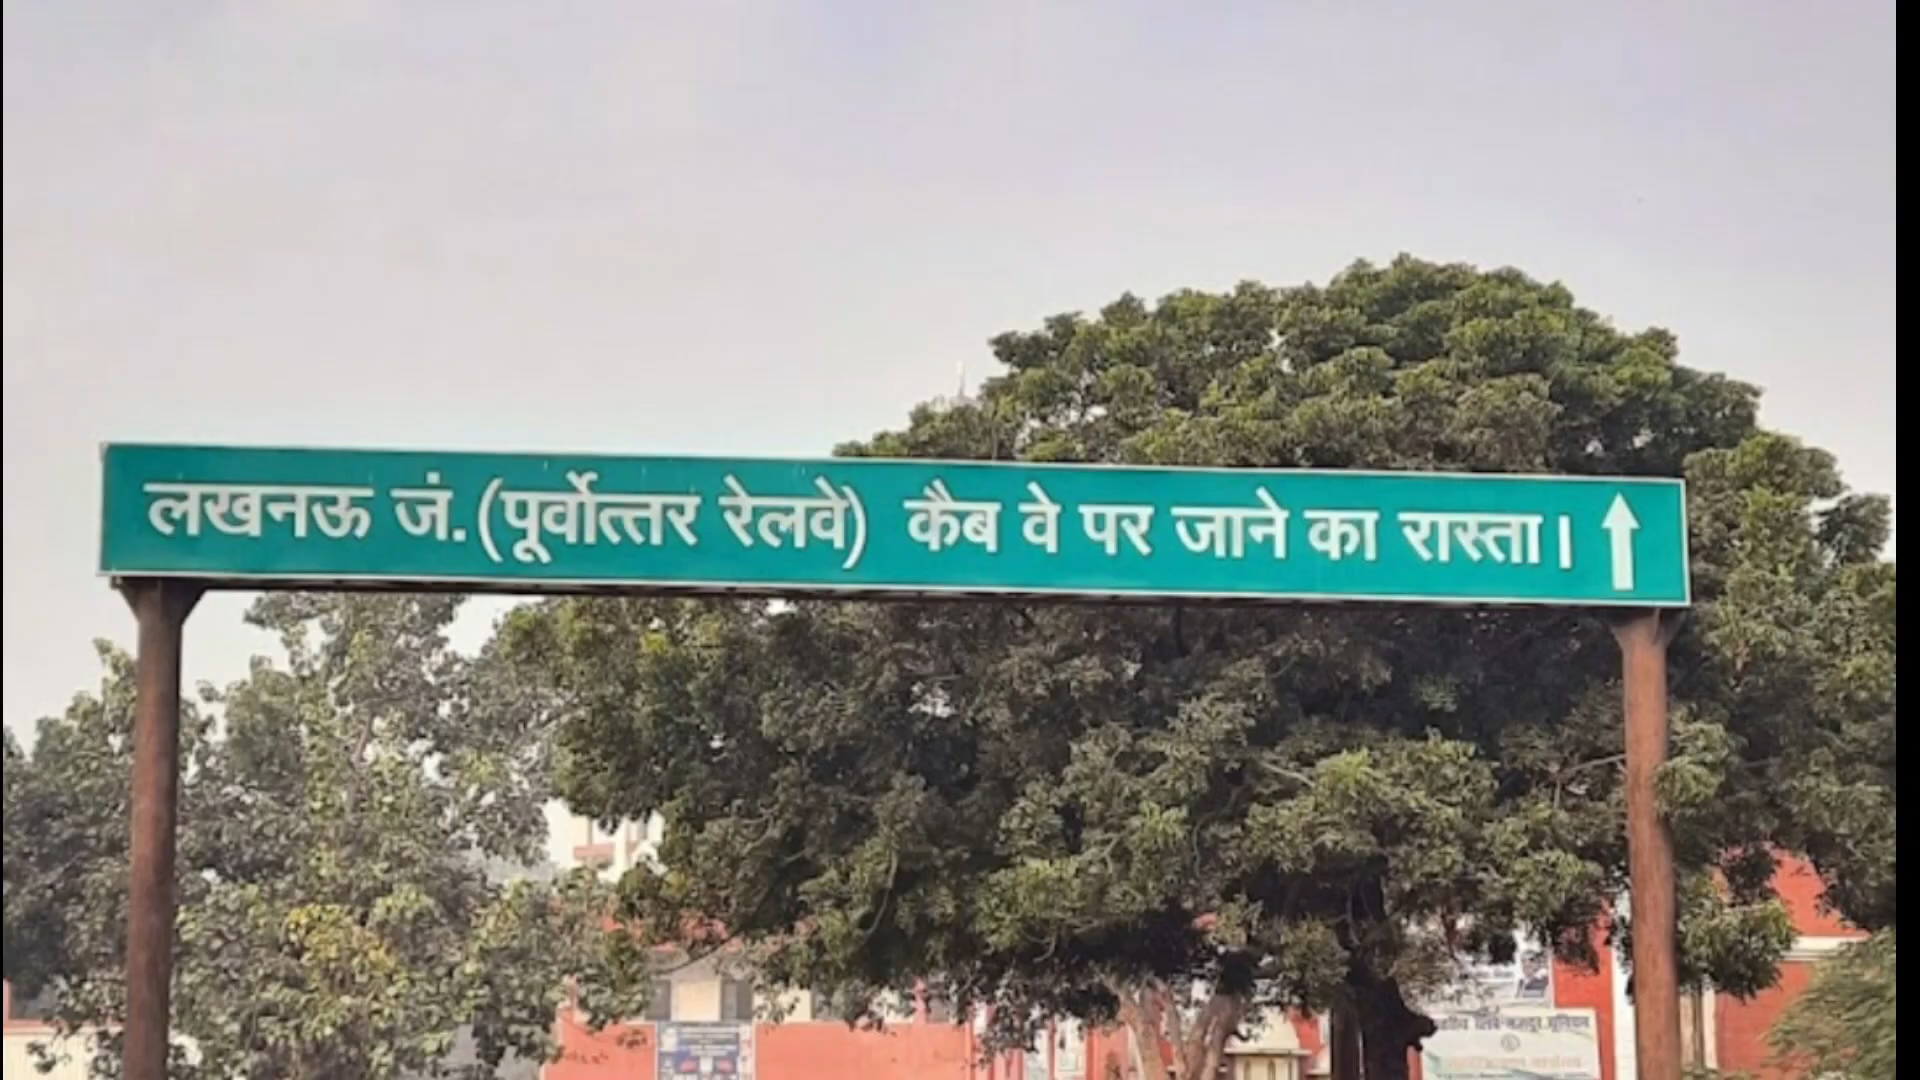 लखनऊ जं. (पूर्वोत्तर रेलवे) कैब वे पर जाने का रास्ता।